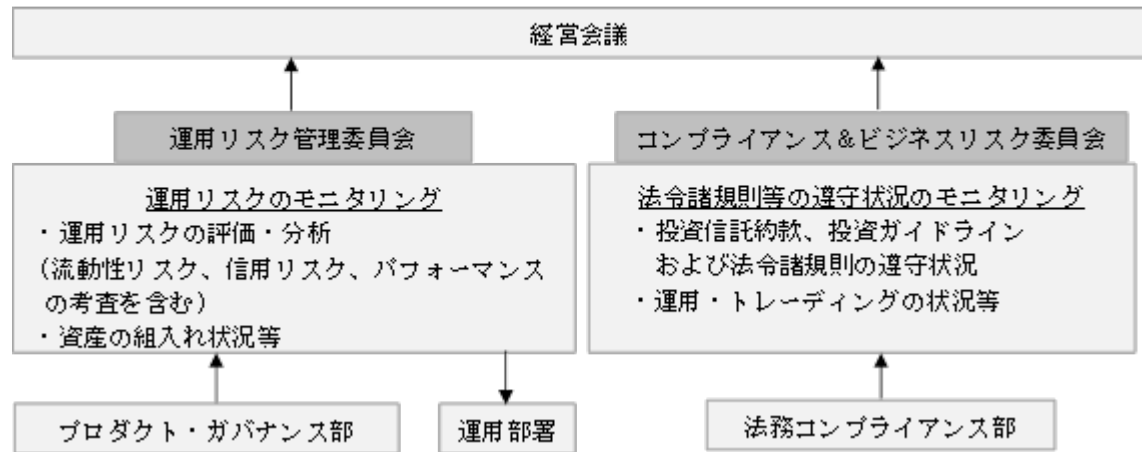 経営会議
運用リスク管理委員会
運用リスクのモニタリング
・運用リスクの評価・分析
(流動性リスク、信用リスク、パフォーマンス
の考査を含む)
・資産の組入れ状況等
プロダクト・ガバナンス部
運用部署
コンプライアンス&ビジネスリスク委員会
法令諸規則等の遵守状況のモニタリング
・投資信託約款、投資ガイドライン
および法令諸規則の遵守状況
・運用・トレーディングの状況等
法務コンプライアンス部